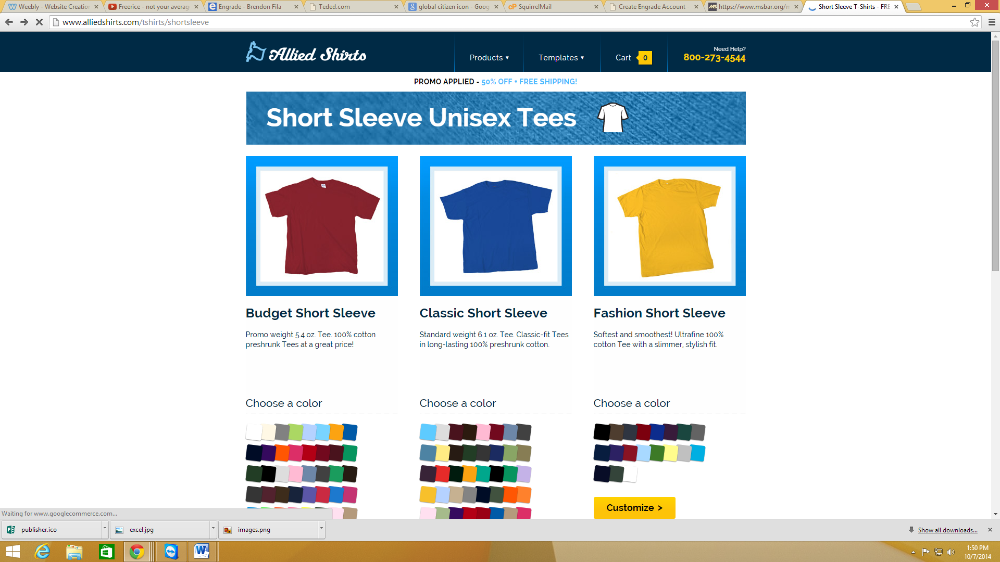 Weebly - Website Creation
Freerice - not your averag
Engrade - Brendon Fila
Teded.com
global citizen icon - Goog
SquirrelMail
Create Engrade Account -
https://www.msbar.org/m
Short Sleeve T-Shirts - FRE
www.alliedshirts.com/tshirts/shortsleeve
Allied Shirts
Products ▾
Templates ▾
Cart 0
Need Help?
800-273-4544
PROMO APPLIED - 50% OFF + FREE SHIPPING!
Short Sleeve Unisex Tees
Budget Short Sleeve
Promo weight 5.4 oz. Tee. 100% cotton
preshrunk Tees at a great price!
Choose a color
Classic Short Sleeve
Standard weight 6.1 oz. Tee. Classic-fit Tees
in long-lasting 100% preshrunk cotton.
Choose a color
Fashion Short Sleeve
Softest and smoothest! Ultrafine 100%
cotton Tee with a slimmer, stylish fit.
Choose a color
Customize >
Waiting for www.googlecommerce.com...
publisher.ico
excel.jpg
images.png
Show all downloads...
1:50 PM
10/7/2014